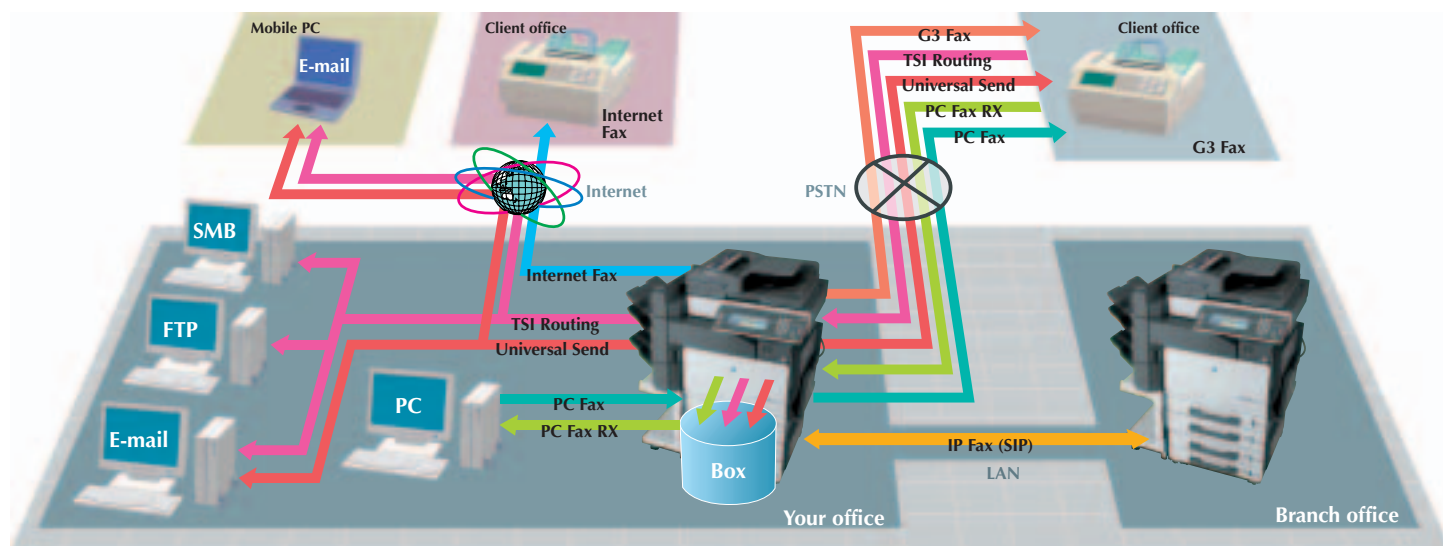 Mobile PC
E-mail
Client office
Internet
Fax
G3 Fax
TSI Routing
Universal Send
PC Fax RX
PC Fax
Client office
G3 Fax
Internet
PSTN
SMB
FTP
E-mail
PC
Internet Fax
TSI Routing
Universal Send
PC Fax
PC Fax RX
Box
IP Fax (SIP)
LAN
Your office
Branch office